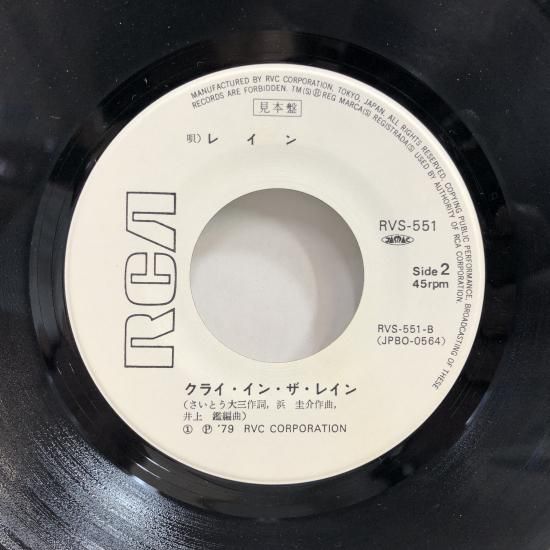 MANUFACTURED BY RVC CORPORATION, TOKYO, JAPAN. ALL RIGHTS RESERVED, COPYING PUBLIC PERFORMANCE, BROADCASTING OF THESE
RECORDS ARE FORBIDDEN. TM(S) Ⓡ REG MARCA(S) REGISTRADA(S) USED BY AUTHORITY OF RCA CORPORATION.
見本盤
唄)レイン
RCA
RVS-551
Side 2
45rpm
RVS-551-B
(JPBO-0564)
クライ・イン・ザ・レイン
(さいとう大三作詞, 浜 圭介作曲,
井上 鑑編曲)
① Ⓟ '79 RVC CORPORATION